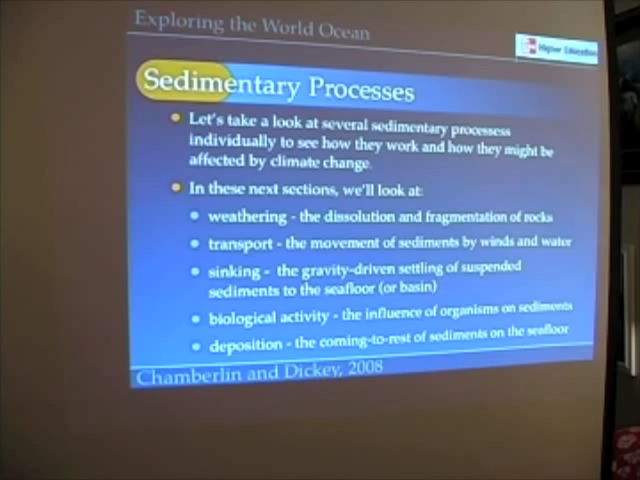 Exploring the World Ocean
Higher Education
Sedimentary Processes
Let's take a look at several sedimentary processess
individually to see how they work and how they might be
affected by climate change.
In these next sections, we'll look at:
weathering - the dissolution and fragmentation of rocks
transport - the movement of sediments by winds and water
sinking - the gravity-driven settling of suspended
sediments to the seafloor (or basin)
biological activity - the influence of organisms on sediments
deposition - the coming-to-rest of sediments on the seafloor
Chamberlin and Dickey, 2008